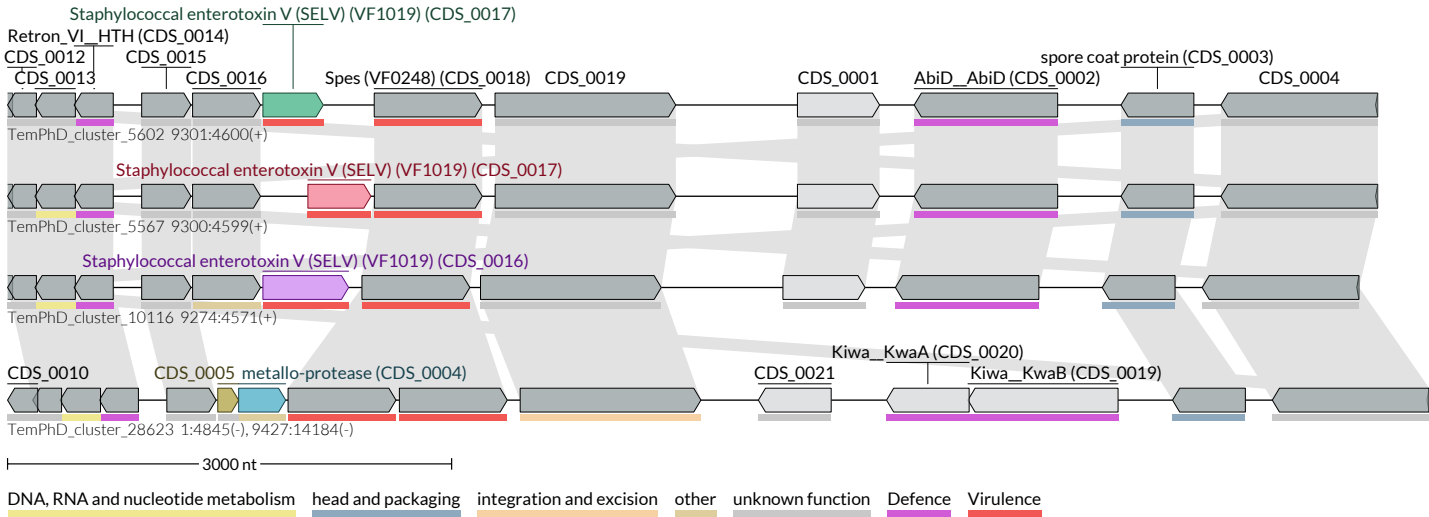 Staphylococcal enterotoxin V (SELV) (VF1019) (CDS_0017)
Retron_VI__HTH (CDS_0014)
CDS_0012 CDS_0015 spore coat protein (CDS_0003)
CDS_0013 CDS_0016 Spes (VF0248) (CDS_0018) CDS_0019 CDS_0001 AbiD__AbiD (CDS_0002) CDS_0004
TemPhD_cluster_5602 9301:4600(+)
Staphylococcal enterotoxin V (SELV) (VF1019) (CDS_0017)
TemPhD_cluster_5567 9300:4599(+)
Staphylococcal enterotoxin V (SELV) (VF1019) (CDS_0016)
TemPhD_cluster_10116 9274:4571(+)
Kiwa__KwaA (CDS_0020)
CDS_0010 CDS_0005 metallo-protease (CDS_0004) CDS_0021 Kiwa__KwaB (CDS_0019)
TemPhD_cluster_28623 1:4845(-), 9427:14184(-)
3000 nt
DNA, RNA and nucleotide metabolism head and packaging integration and excision other unknown function Defence Virulence